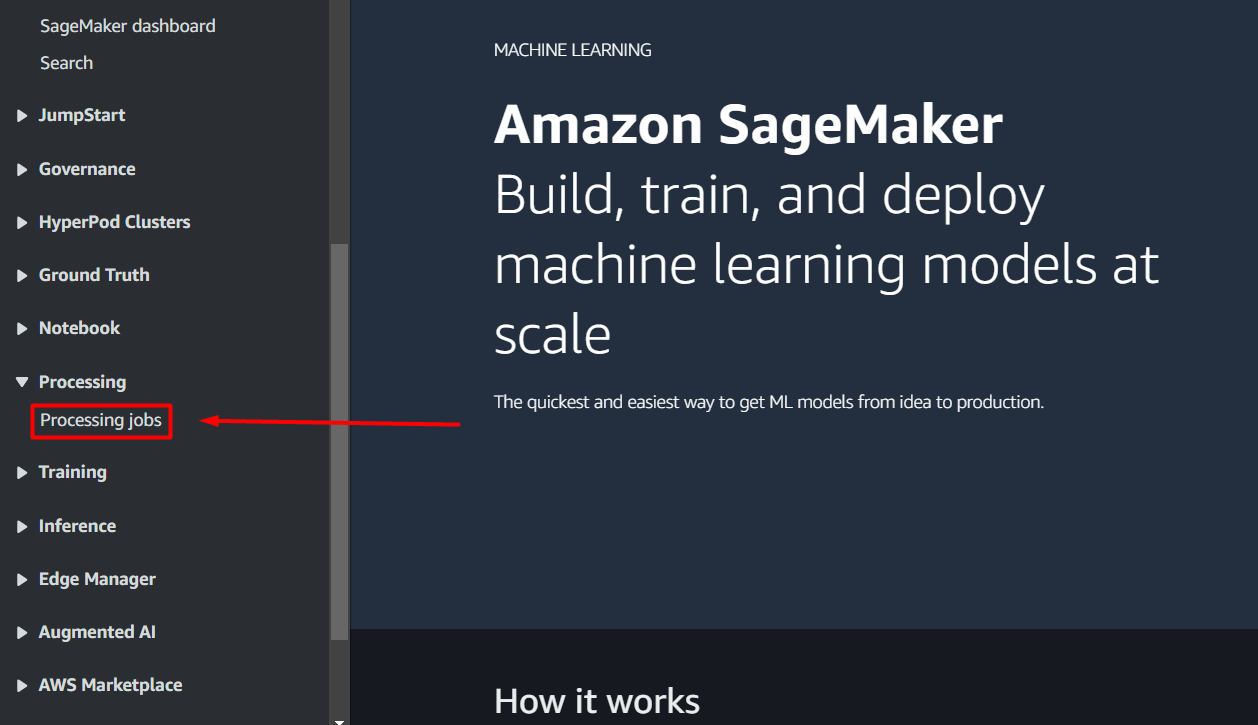 SageMaker dashboard
Search
JumpStart
Governance
HyperPod Clusters
Ground Truth
Notebook
Processing
Processing jobs
Training
Inference
Edge Manager
Augmented AI
AWS Marketplace
MACHINE LEARNING
Amazon SageMaker
Build, train, and deploy
machine learning models at
scale
The quickest and easiest way to get ML models from idea to production.
How it works